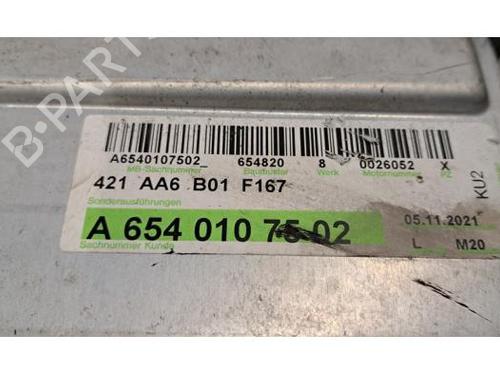 B-PARTS
A6540107502_ 654820 8 0026052 X
MB-Sachnummer Baumuster Werk Motornummer PZ
421 AA6 B01 F167
Sonderausführungen
A 654 010 75 02 05.11.2021
Sachnummer Kunde L M20
KU2